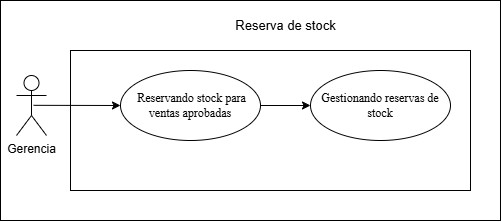 Reserva de stock
Reservando stock para
ventas aprobadas
Gestionando reservas de
stock
Gerencia